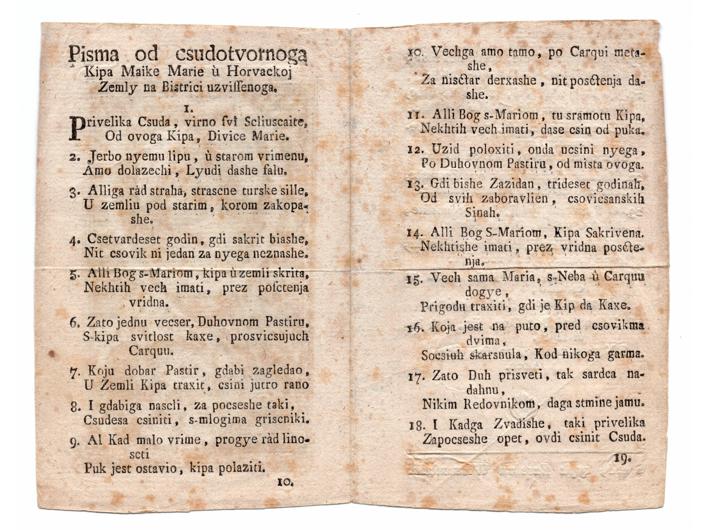 Pisma od csudotvornoga
Kipa Maike Marie ù Horvackoj
Zemly na Bistrici uzviſſenoga.
1.
Privelika Csuda, virno ſvi Scliuscaite,
Od ovoga Kipa, Divice Marie.
2. Jerbo nyemu lipu, ù starom vrimenu,
Amo dolazechi, Lyudi dashe falu.
3. Alliga ràd straha, strascne turske sille,
U zemliu pod starim, korom zakopa-
she.
4. Csetvardeset godin, gdi sakrit biashe,
Nit csovik ni jedan za nyega neznashe.
5. Alli Bog s-Mariom, kipa ù zemli skrita,
Nekhtih vech imati, prez poſctenja
vridna.
6. Zato jednu vecser, Duhovnom Pastiru,
S-kipa svitlost kaxe, prosvicsujuch
Carquu.
7. Koju dobar Pastir, gdabi zagledao,
U Zemli Kipa traxit, csini jutro rano
8. I gdabiga nascli, za pocseshe taki,
Csudesa csiniti, s-mlogima griscniki.
9. Al Kad malo vrime, progye ràd lino-
scti
Puk jest ostavio, kipa polaziti.
10.
10. Vechga amo tamo, po Carqui meta-
she,
Za nisctar derxashe, nit posctenja da-
she.
11. Alli Bog s-Mariom, tu sramotu Kipa,
Nekhtih vech imati, dase csin od puka.
12. Uzid poloxiti, onda ucsini nyega,
Po Duhovnom Pastiru, od mista ovoga.
13. Gdi bishe Zazidan, trideset godinah,
Od svih zaboravlien, csovicsanskih
Sinah.
14. Alli Bog S-Mariom, Kipa Sakrivena.
Nekhtishe imati, prez vridna poscte-
nja.
15. Vech sama Maria, s-Neba ù Carquu
dogye,
Prigodu traxiti, gdi je Kip da Kaxe.
16. Koja jest na puto, pred csovikma
dvima,
Socsiuh skarsnula, Kod nikoga garma.
17. Zato Duh prisveti, tak sardca na-
dahnu,
Nikim Redovnikom, daga stmine jamu.
18. I Kadga Zvadishe, taki privelika
Zapocseshe opet, ovdi csinit Csuda.
19.